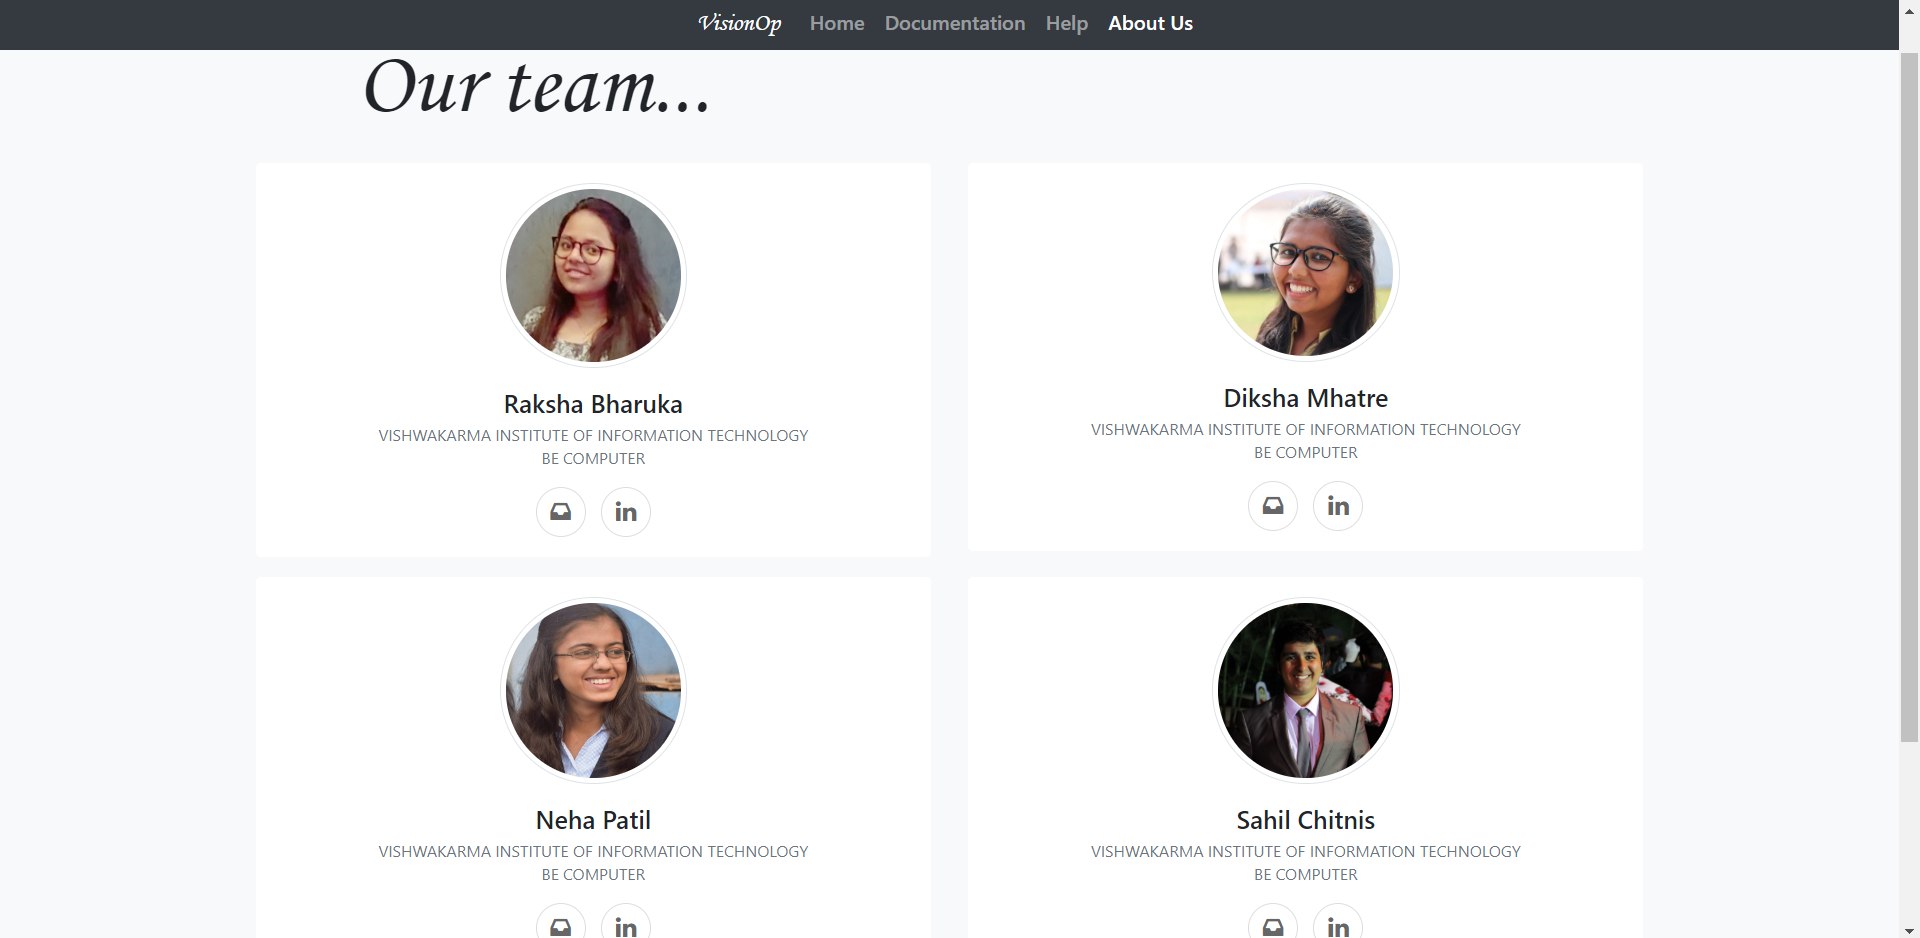 VisionOp Home Documentation Help About Us
Our team...
Raksha Bharuka
VISHWAKARMA INSTITUTE OF INFORMATION TECHNOLOGY
BE COMPUTER
in
Diksha Mhatre
VISHWAKARMA INSTITUTE OF INFORMATION TECHNOLOGY
BE COMPUTER
in
Neha Patil
VISHWAKARMA INSTITUTE OF INFORMATION TECHNOLOGY
BE COMPUTER
in
Sahil Chitnis
VISHWAKARMA INSTITUTE OF INFORMATION TECHNOLOGY
BE COMPUTER
in